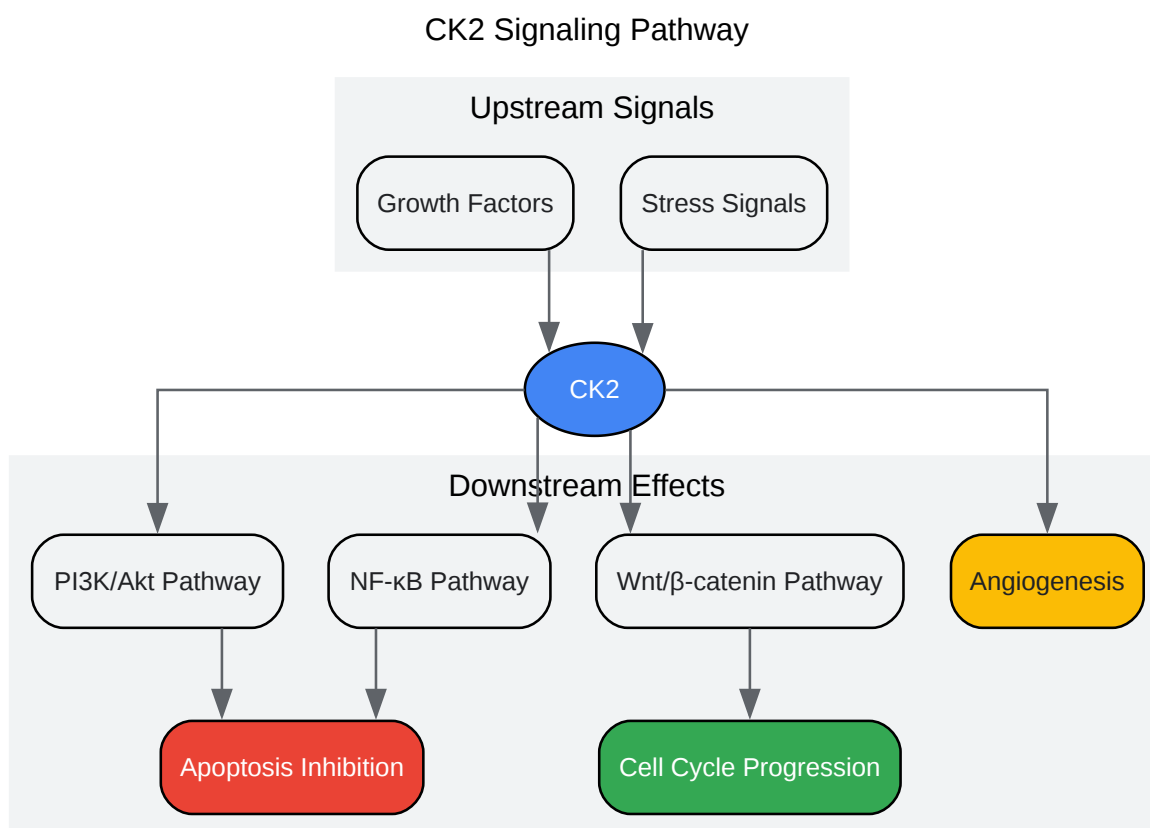 CK2 Signaling Pathway
Upstream Signals
Growth Factors
Stress Signals
CK2
Downstream Effects
PI3K/Akt Pathway
NF-κB Pathway
Wnt/β-catenin Pathway
Angiogenesis
Apoptosis Inhibition
Cell Cycle Progression